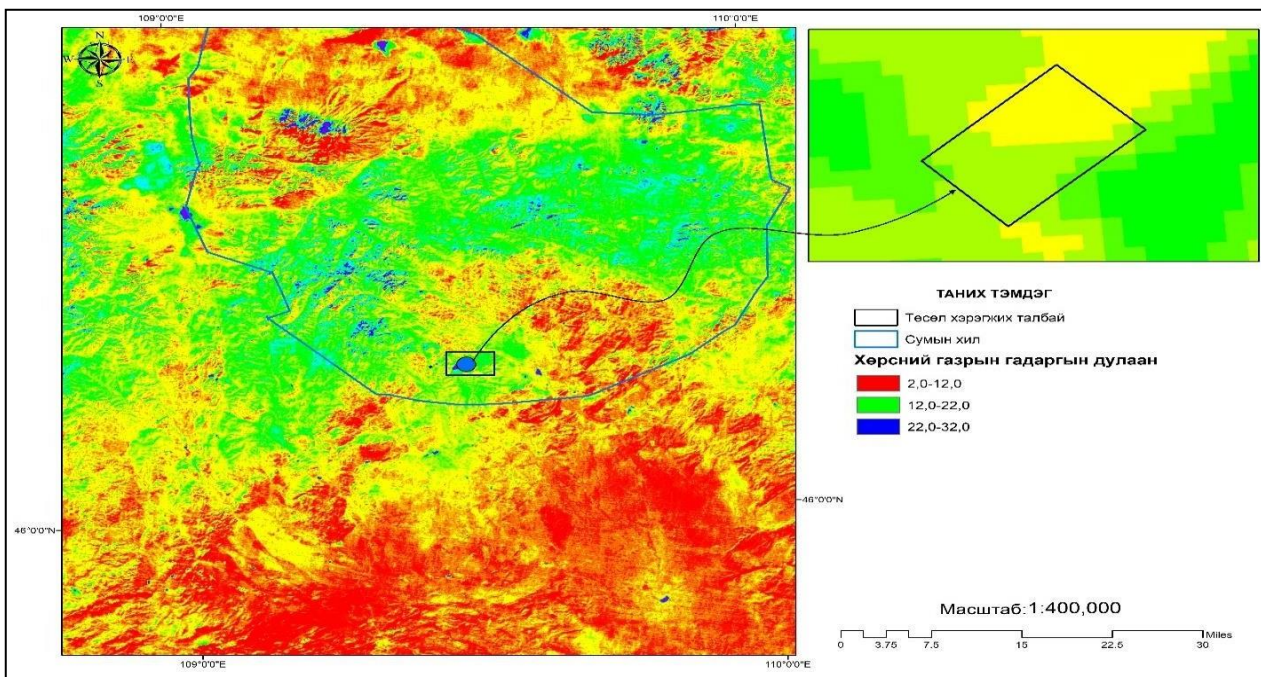 109°0'0"E
110°0'0"E
N
W
E
S
ТАНИХ ТЭМДЭГ
Төсөл хэрэгжих талбай
Сумын хил
Хөрсний газрын гадаргын дулаан
2,0-12,0
12,0-22,0
22,0-32,0
46°0'0"N
46°0'0"N
Масштаб:1:400,000
Miles
0
3.75
7.5
15
22.5
30
109°0'0"E
110°0'0"E